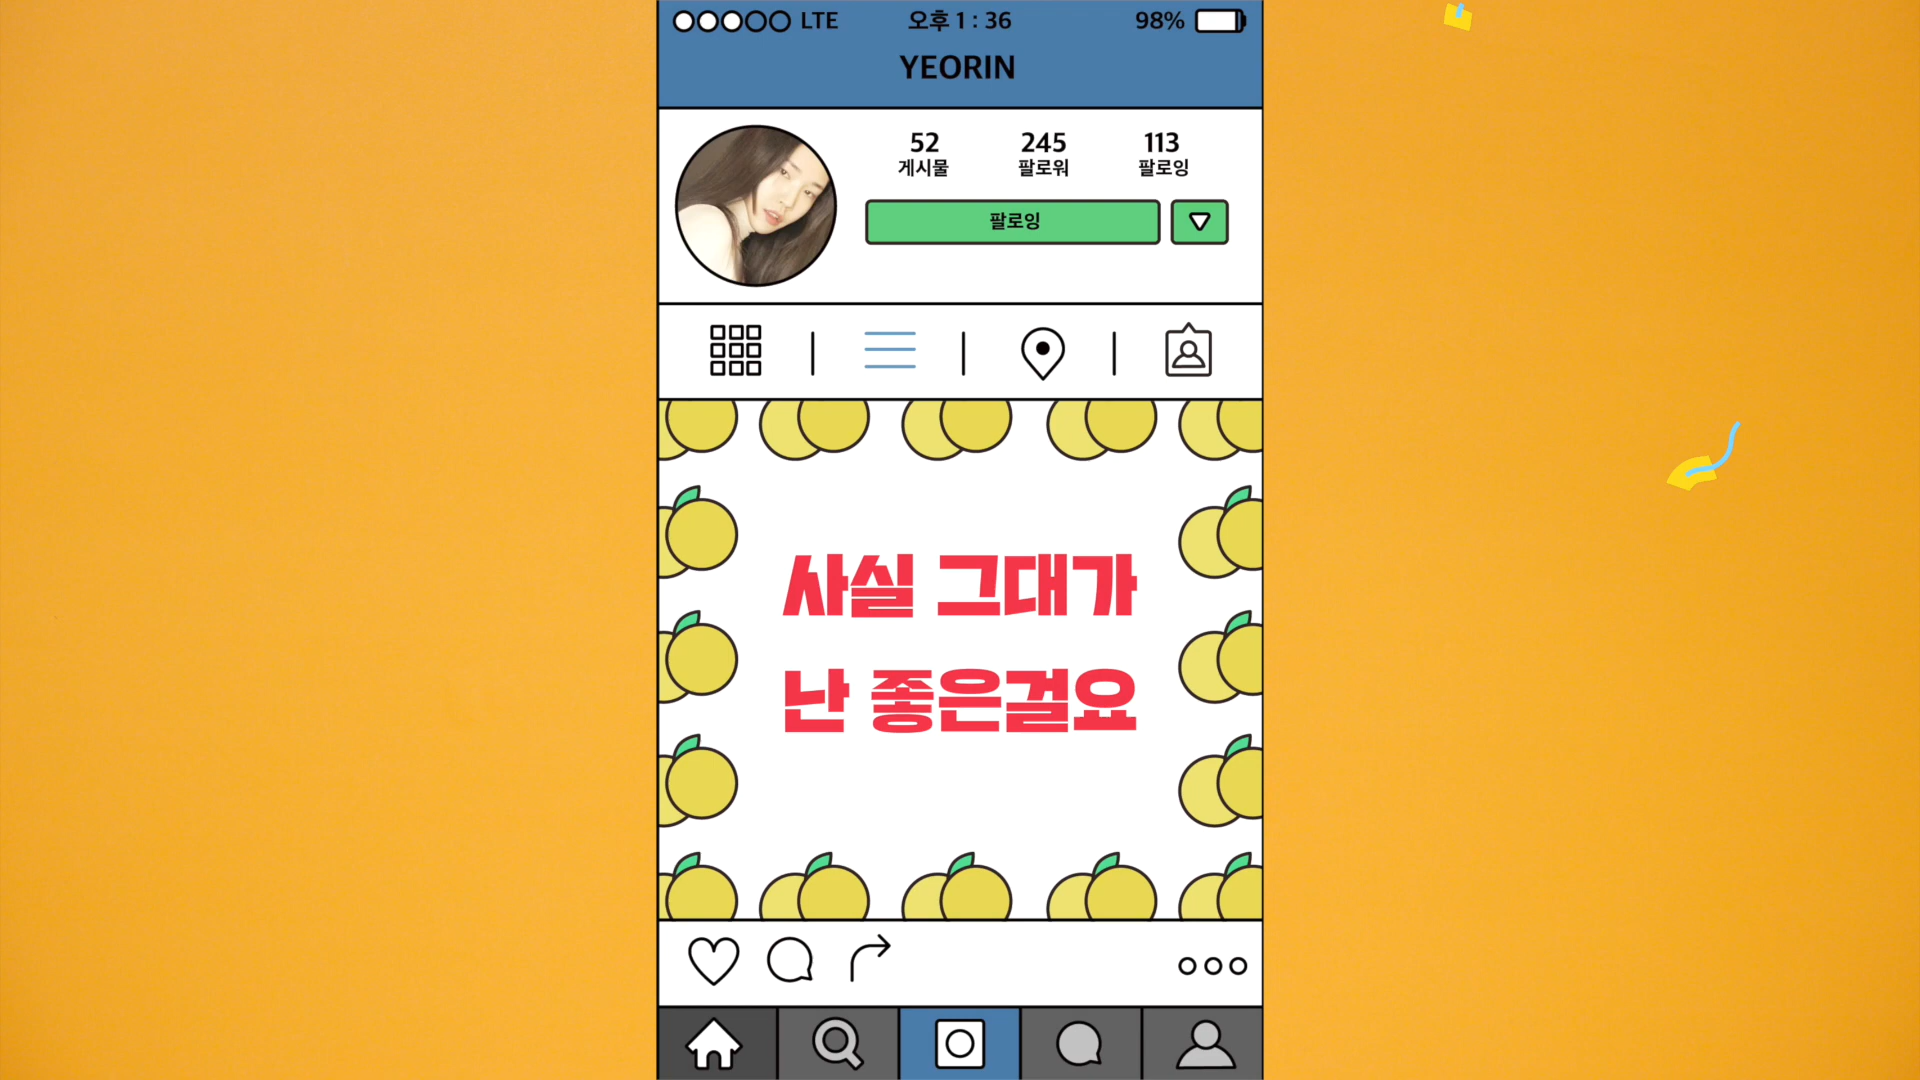 LTE 오후 1 : 36 98%
YEORIN
52 245 113
게시물 팔로워 팔로잉
팔로잉
사실 그대가
난 좋은걸요